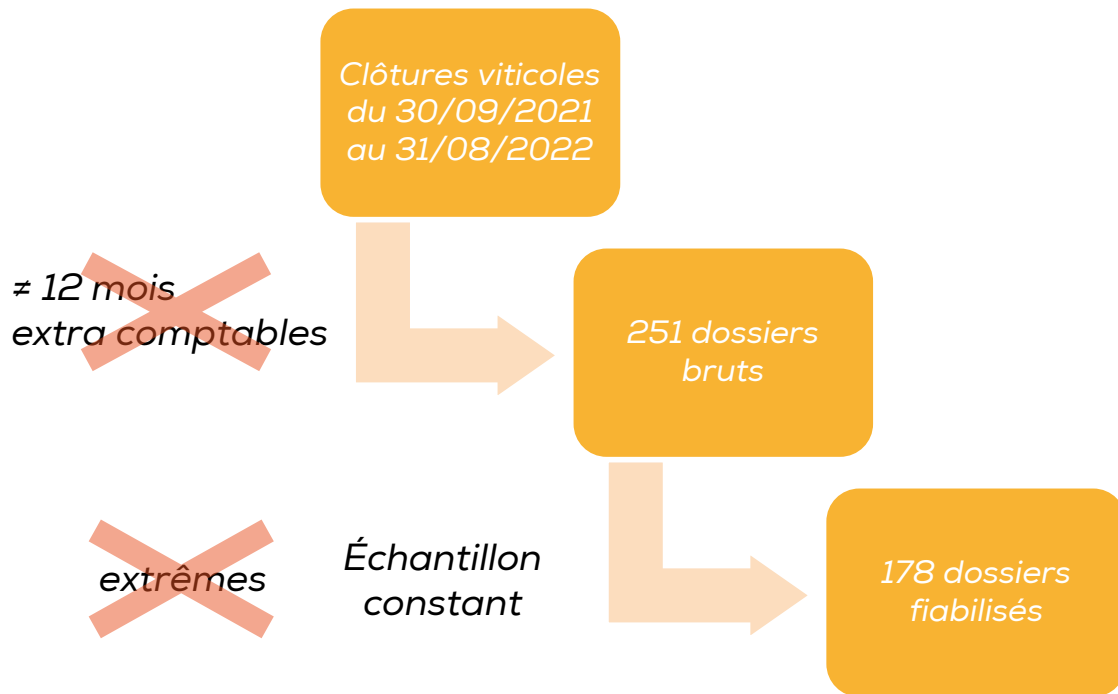 Clôtures viticoles
du 30/09/2021
au 31/08/2022
≠ 12 mois
extra comptables
251 dossiers
bruts
extrêmes
Échantillon
constant
178 dossiers
fiabilisés